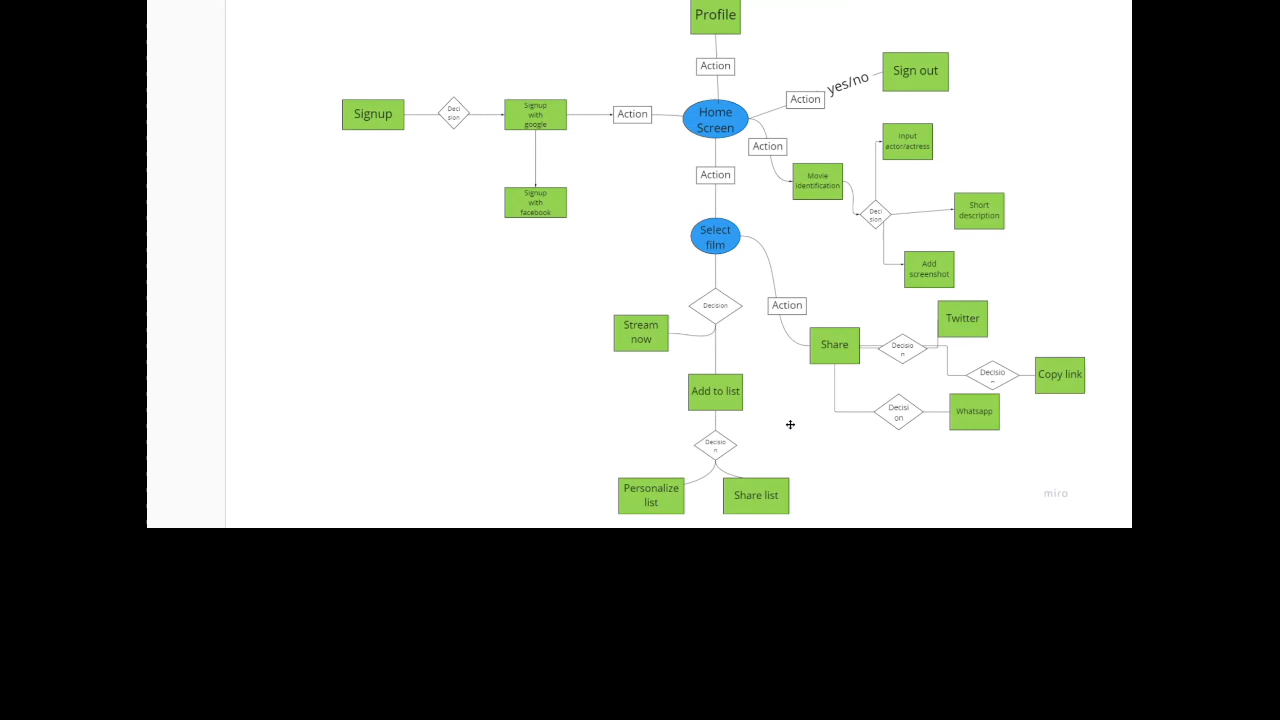 Profile
Action
Sign out
yes/no
Action
Signup
Deci
sion
Signup
with
google
Action
Home
Screen
Action
Input
actor/actress
Action
Movie
identification
Signup
with
facebook
Deci
sion
Short
description
Select
film
Add
screenshot
Decision
Action
Twitter
Stream
now
Share
Decisio
n
Decisio
n
Copy link
Add to list
Decisi
on
Whatsapp
Decisio
n
Personalize
list
Share list
miro